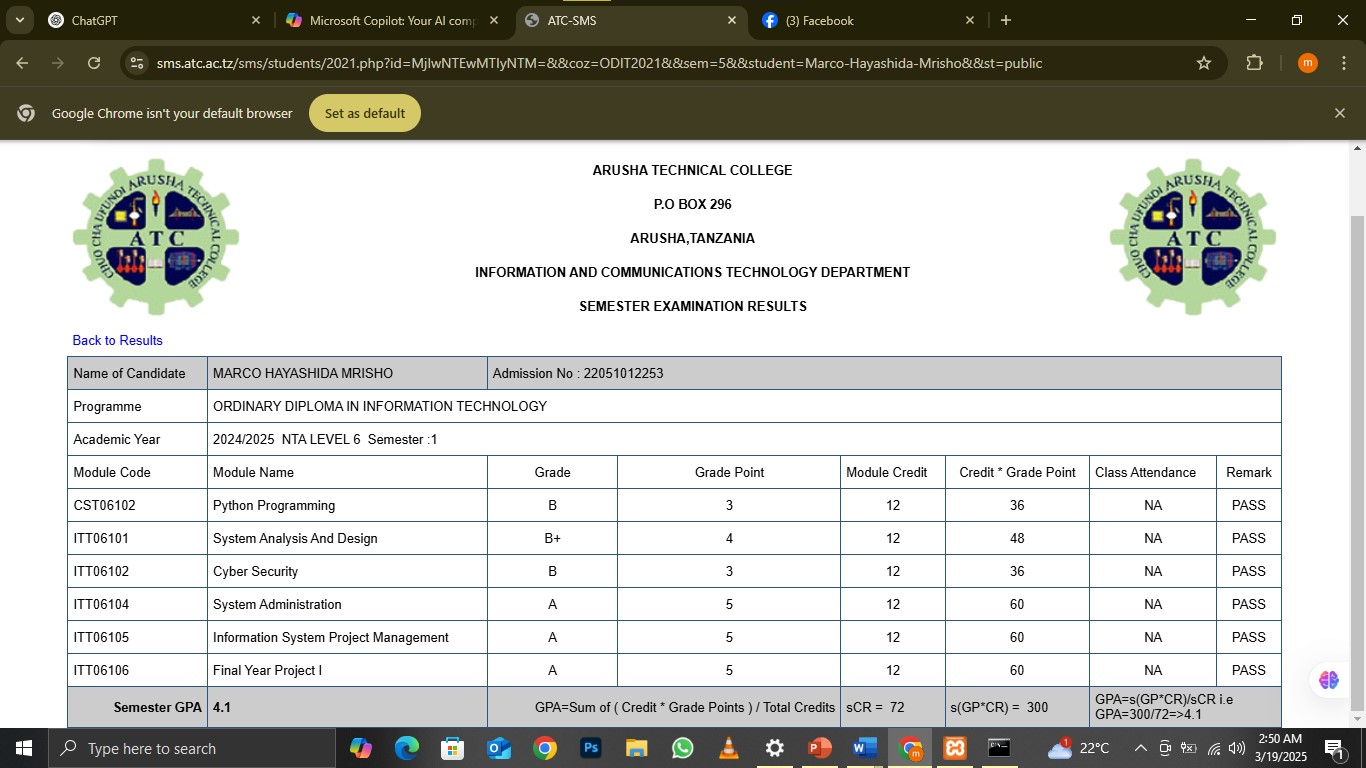 ChatGPT
Microsoft Copilot: Your AI comp
ATC-SMS
(3) Facebook
sms.atc.ac.tz/sms/students/2021.php?id=MjIwNTEwMTIyNTM=&&coz=ODIT2021&&sem=5&&student=Marco-Hayashida-Mrisho&&st=public
m
Google Chrome isn't your default browser
Set as default
ARUSHA TECHNICAL COLLEGE
P.O BOX 296
ARUSHA,TANZANIA
INFORMATION AND COMMUNICATIONS TECHNOLOGY DEPARTMENT
SEMESTER EXAMINATION RESULTS
CHUO CHA UFUNDI ARUSHA
ARUSHA TECHNICAL COLLEGE
ATC
CHUO CHA UFUNDI ARUSHA
ARUSHA TECHNICAL COLLEGE
ATC
Back to Results
Name of Candidate MARCO HAYASHIDA MRISHO Admission No : 22051012253
Programme ORDINARY DIPLOMA IN INFORMATION TECHNOLOGY
Academic Year 2024/2025 NTA LEVEL 6 Semester :1
Module Code Module Name Grade Grade Point Module Credit Credit * Grade Point Class Attendance Remark
CST06102 Python Programming B 3 12 36 NA PASS
ITT06101 System Analysis And Design B+ 4 12 48 NA PASS
ITT06102 Cyber Security B 3 12 36 NA PASS
ITT06104 System Administration A 5 12 60 NA PASS
ITT06105 Information System Project Management A 5 12 60 NA PASS
ITT06106 Final Year Project I A 5 12 60 NA PASS
Semester GPA 4.1 GPA=Sum of ( Credit * Grade Points ) / Total Credits sCR = 72 s(GP*CR) = 300 GPA=s(GP*CR)/sCR i.e
GPA=300/72=>4.1
Type here to search
Ps
1
22°C
2:50 AM
3/19/2025
1